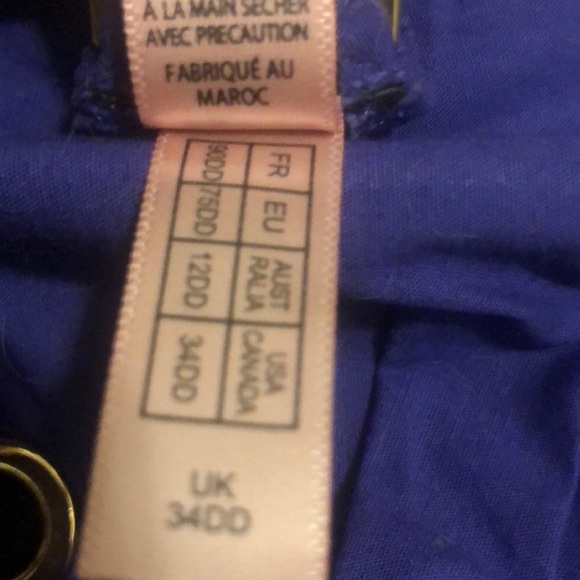 À LA MAIN SÉCHER
AVEC PRECAUTION
FABRIQUÉ AU
MAROC
FR
90DD
EU
75DD
AUST
RALIA
12DD
USA
CANADA
34DD
UK
34DD